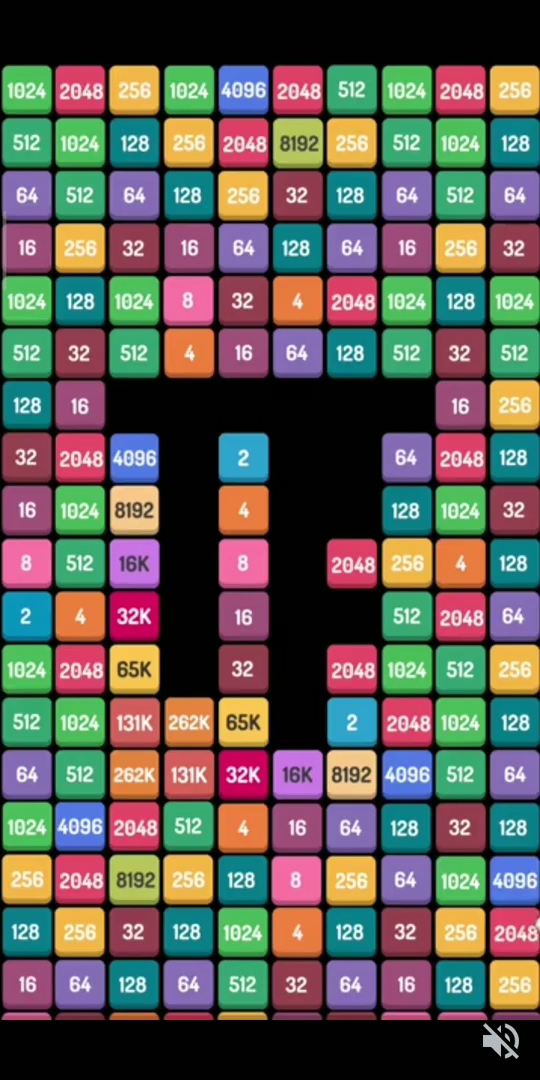 1024 2048 256 1024 4096 2048 512 1024 2048 256
512 1024 128 256 2048 8192 256 512 1024 128
64 512 64 128 256 32 128 64 512 64
16 256 32 16 64 128 64 16 256 32
1024 128 1024 8 32 4 2048 1024 128 1024
512 32 512 4 16 64 128 512 32 512
128 16 16 256
32 2048 4096 2 64 2048 128
16 1024 8192 4 128 1024 32
8 512 16K 8 2048 256 4 128
2 4 32K 16 512 2048 64
1024 2048 65K 32 2048 1024 512 256
512 1024 131K 262K 65K 2 2048 1024 128
64 512 262K 131K 32K 16K 8192 4096 512 64
1024 4096 2048 512 4 16 64 128 32 128
256 2048 8192 256 128 8 256 64 1024 4096
128 256 32 128 1024 4 128 32 256 2048
16 64 128 64 512 32 64 16 128 256